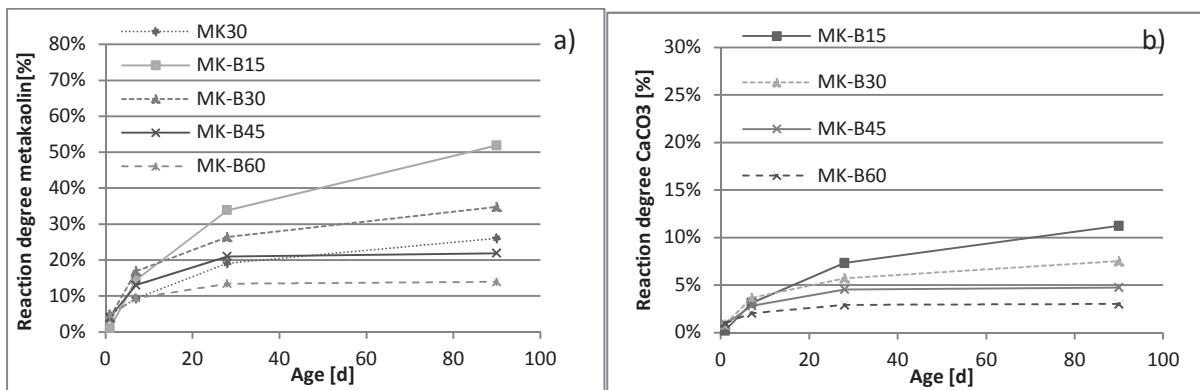 a)
MK30
MK-B15
MK-B30
MK-B45
MK-B60
Reaction degree metakaolin[%]
80%
70%
60%
50%
40%
30%
20%
10%
0%
0 20 40 60 80 100
Age [d]
b)
MK-B15
MK-B30
MK-B45
MK-B60
Reaction degree CaCO3 [%]
30%
25%
20%
15%
10%
5%
0%
0 20 40 60 80 100
Age [d]